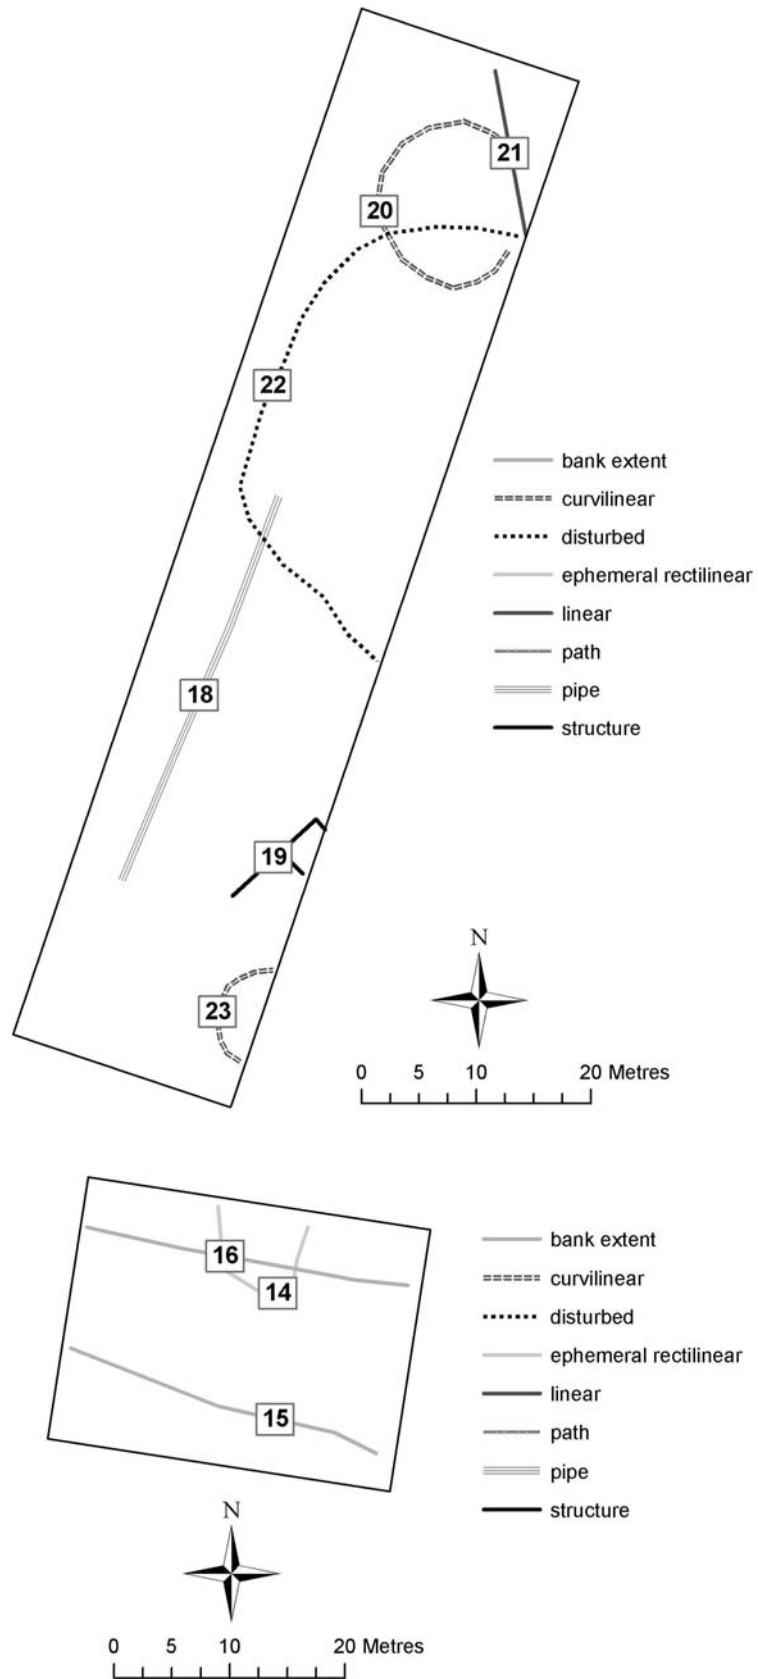 21
20
22
bank extent
curvilinear
disturbed
ephemeral rectilinear
linear
path
pipe
structure
18
19
23
N
0 5 10 20 Metres
16
14
15
bank extent
curvilinear
disturbed
ephemeral rectilinear
linear
path
pipe
structure
N
0 5 10 20 Metres